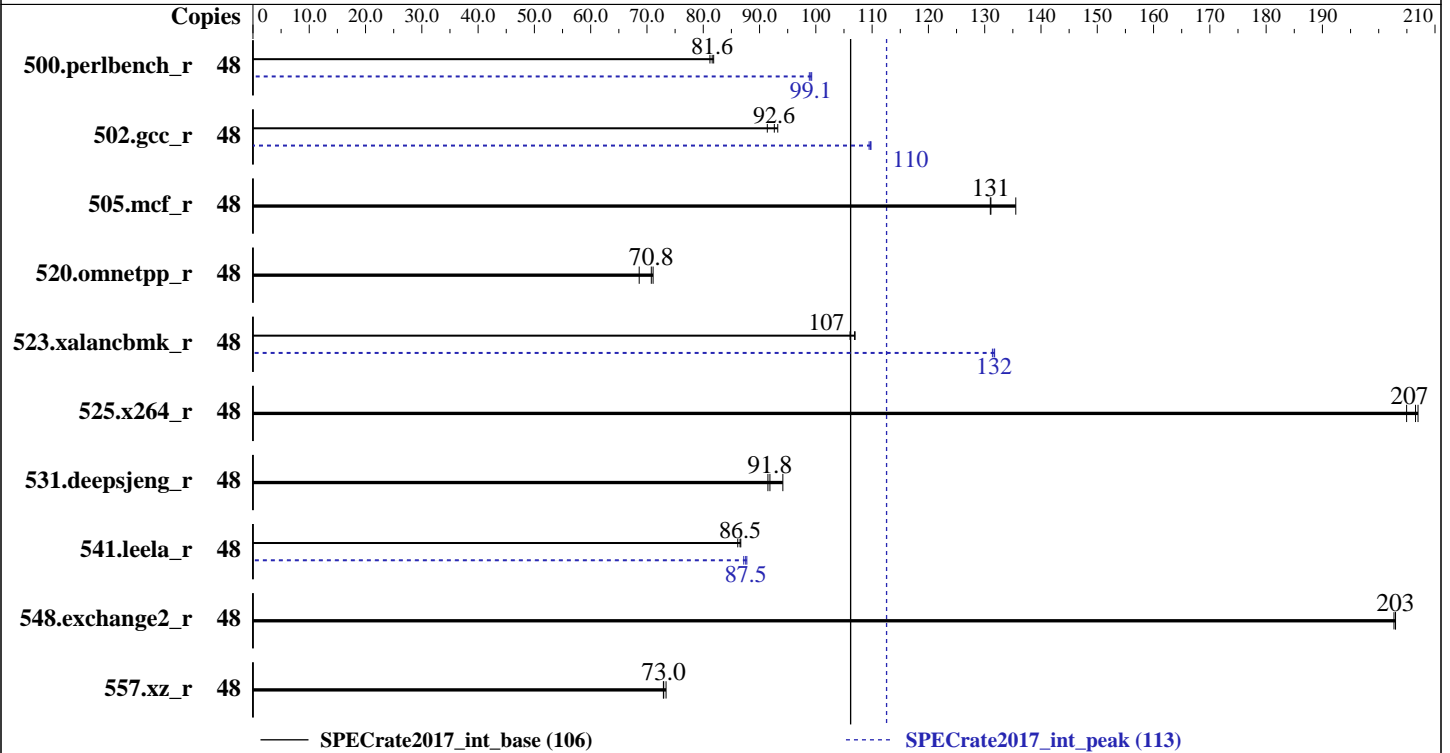 Copies 0 10.0 20.0 30.0 40.0 50.0 60.0 70.0 80.0 90.0 100 110 120 130 140 150 160 170 180 190 210
81.6
500.perlbench_r 48
99.1
92.6
502.gcc_r 48
110
131
505.mcf_r 48
70.8
520.omnetpp_r 48
107
523.xalancbmk_r 48
132
207
525.x264_r 48
91.8
531.deepsjeng_r 48
86.5
541.leela_r 48
87.5
203
548.exchange2_r 48
73.0
557.xz_r 48
SPECrate2017_int_base (106) SPECrate2017_int_peak (113)